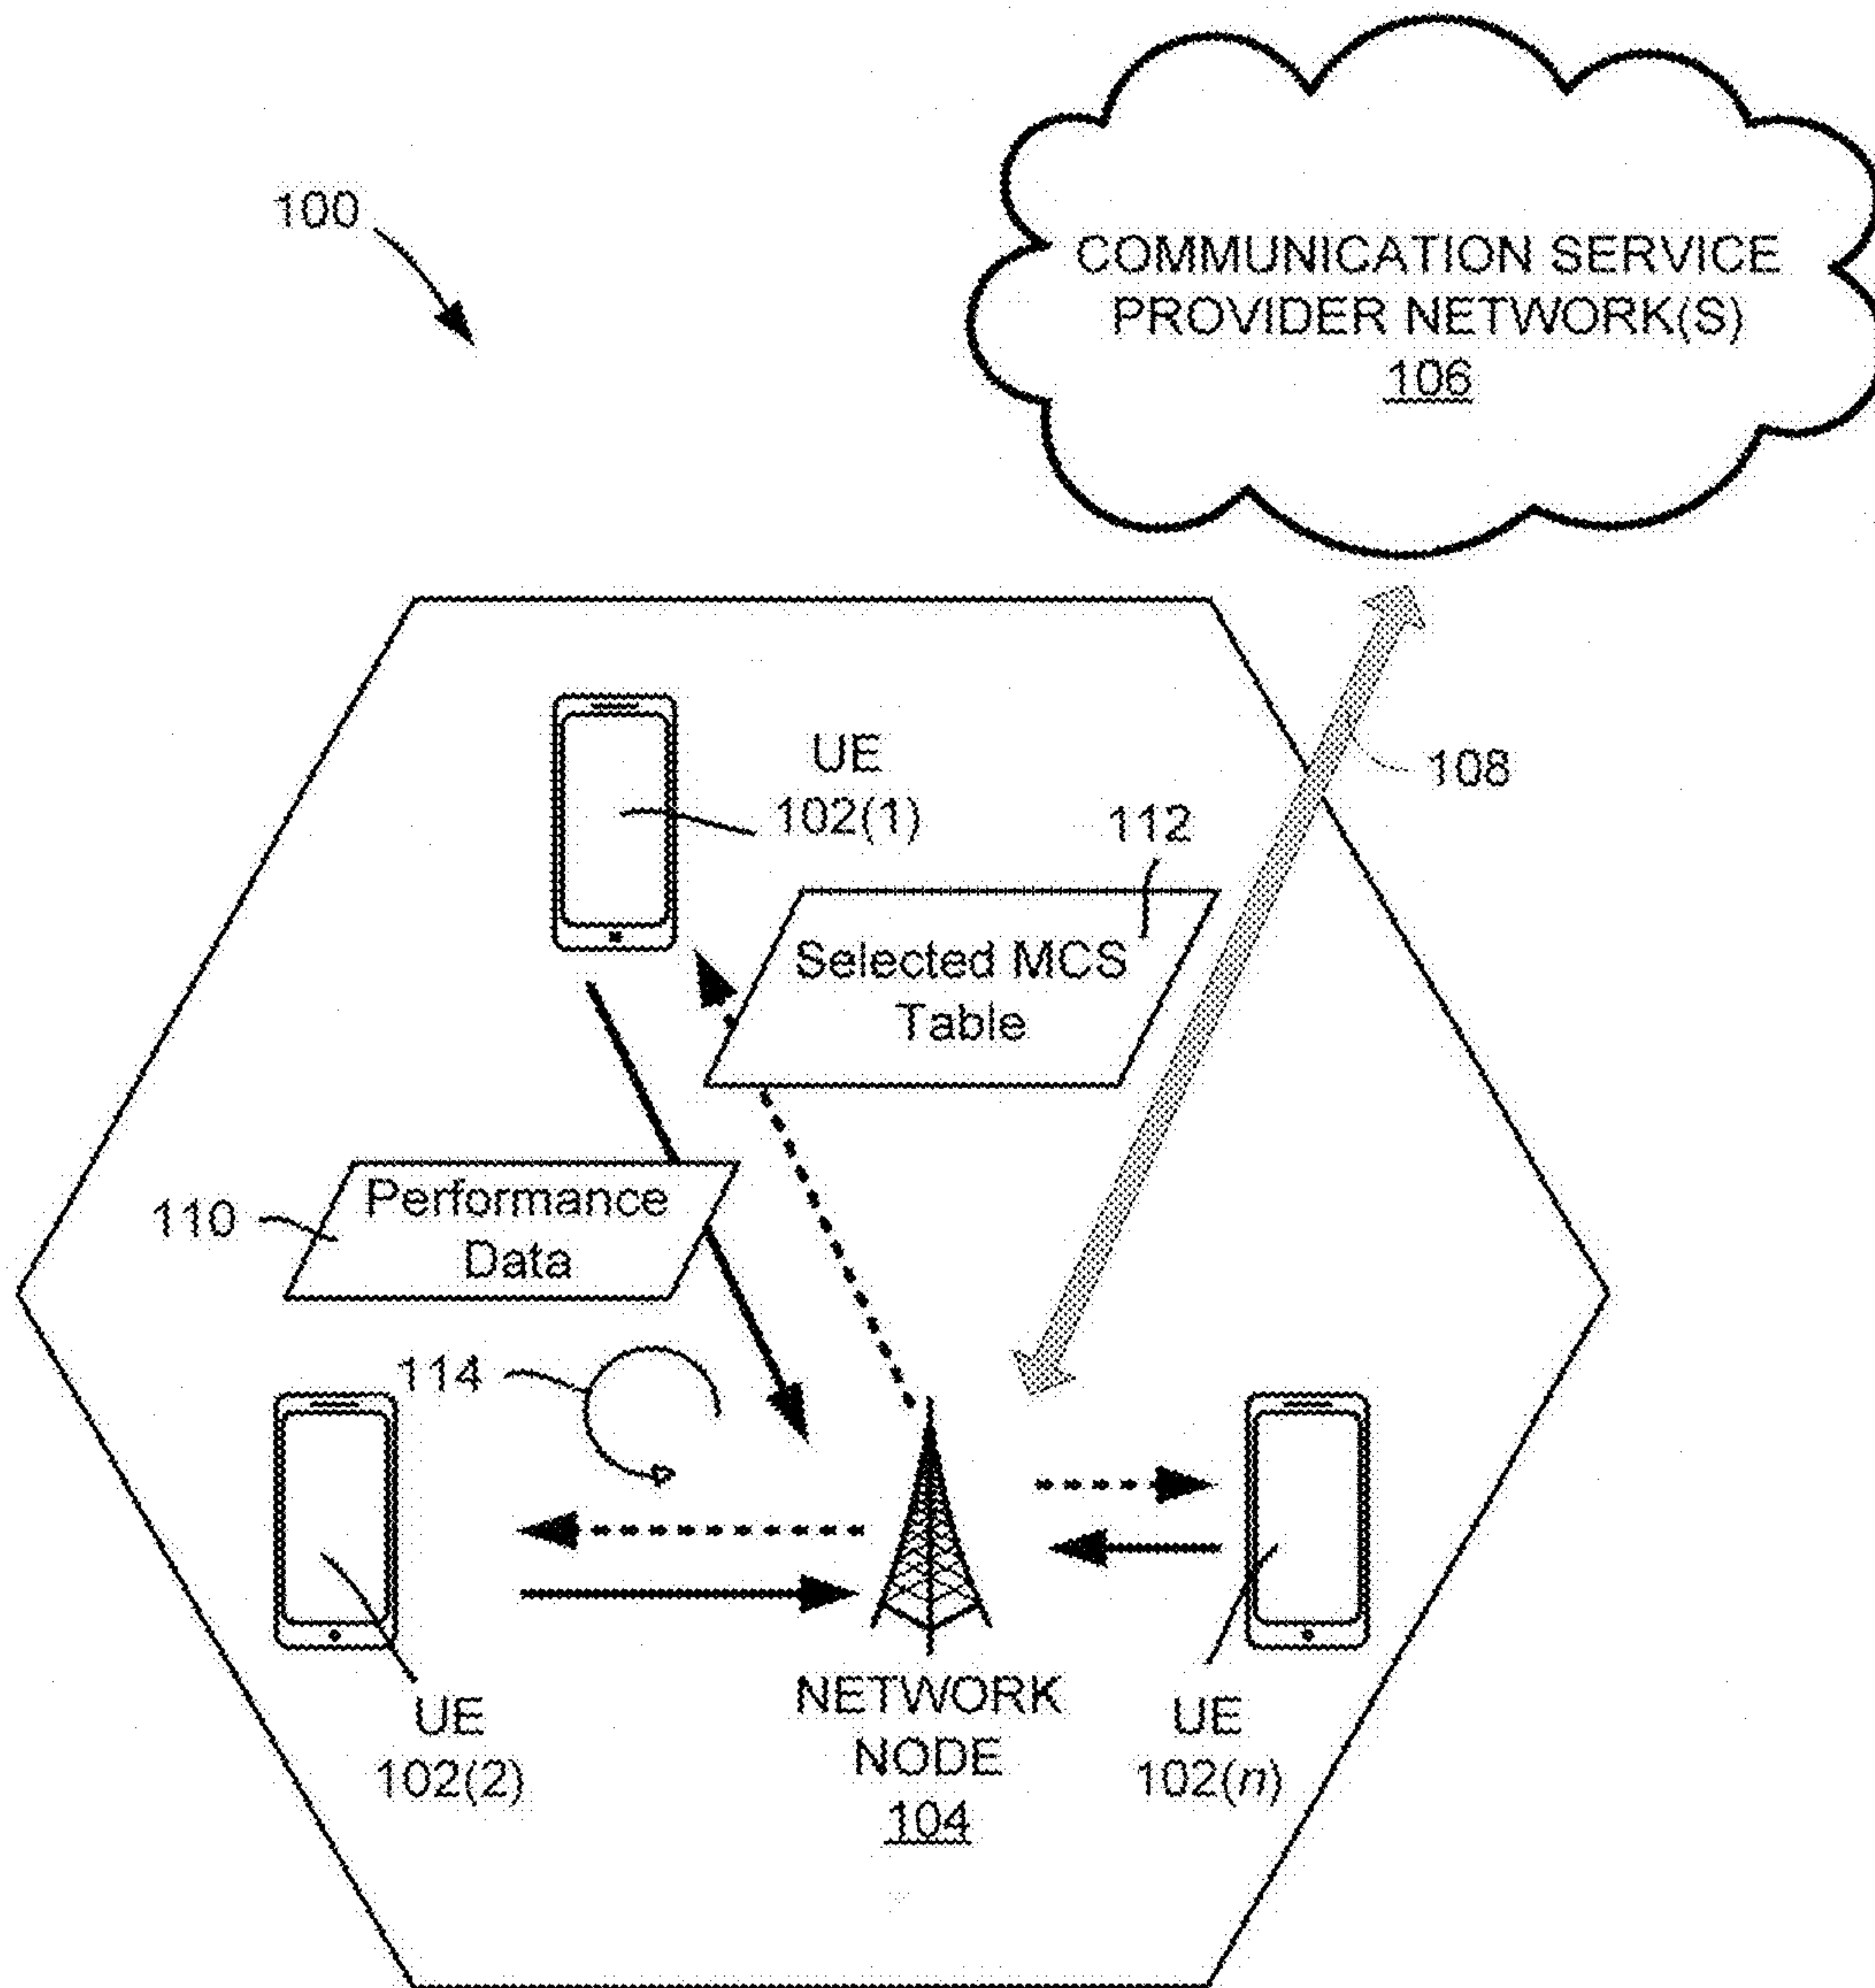 100
COMMUNICATION SERVICE
PROVIDER NETWORK(S)
106
108
UE
102(1)
112
Selected MCS
Table
110
Performance
Data
114
UE
102(2)
NETWORK
NODE
104
UE
102(n)